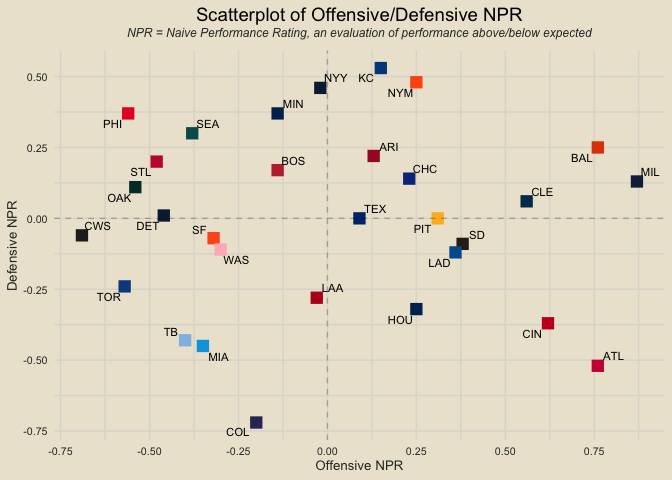 Scatterplot of Offensive/Defensive NPR
NPR = Naive Performance Rating, an evaluation of performance above/below expected
Defensive NPR
0.50
0.25
0.00
-0.25
-0.50
-0.75
NYY
KC
NYM
MIN
PHI
SEA
ARI
BAL
STL
BOS
CHC
MIL
OAK
CLE
TEX
CWS
DET
SF
PIT
SD
WAS
LAD
TOR
LAA
HOU
TB
CIN
MIA
ATL
COL
-0.75
-0.50
-0.25
0.00
0.25
0.50
0.75
Offensive NPR